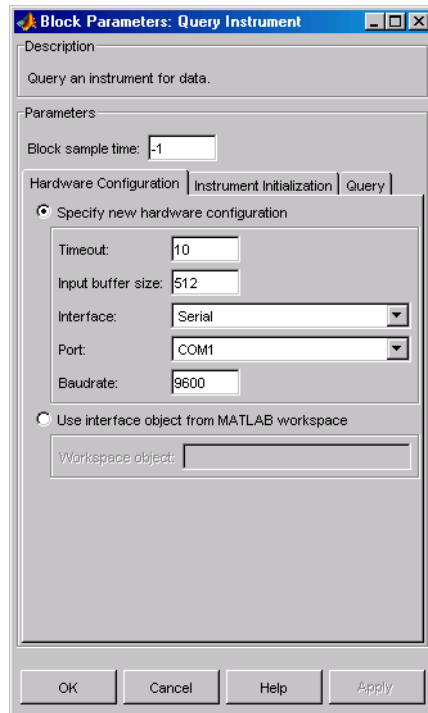 Block Parameters: Query Instrument
Description
Query an instrument for data.
Parameters
Block sample time: -1
Hardware Configuration Instrument Initialization Query
Specify new hardware configuration
Timeout: 10
Input buffer size: 512
Interface: Serial
Port: COM1
Baudrate: 9600
Use interface object from MATLAB workspace
Workspace object:
OK Cancel Help Apply